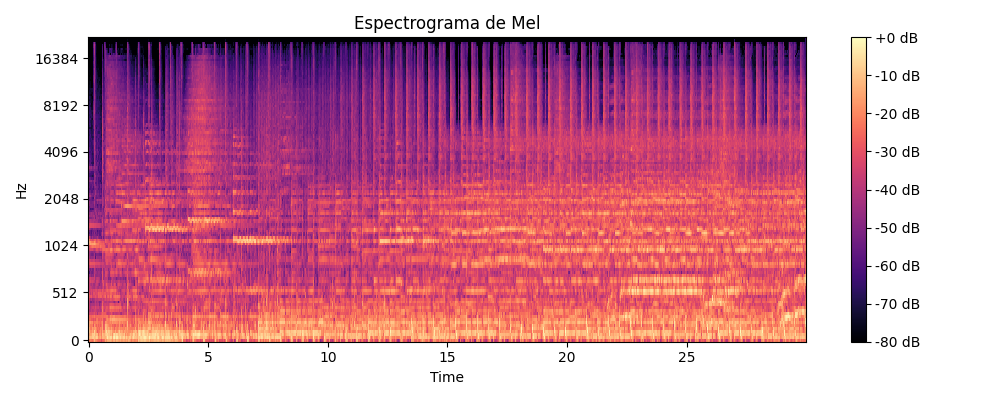 Espectrograma de Mel
Hz
16384
8192
4096
2048
1024
512
0
0 5 10 15 20 25
Time
+0 dB
-10 dB
-20 dB
-30 dB
-40 dB
-50 dB
-60 dB
-70 dB
-80 dB